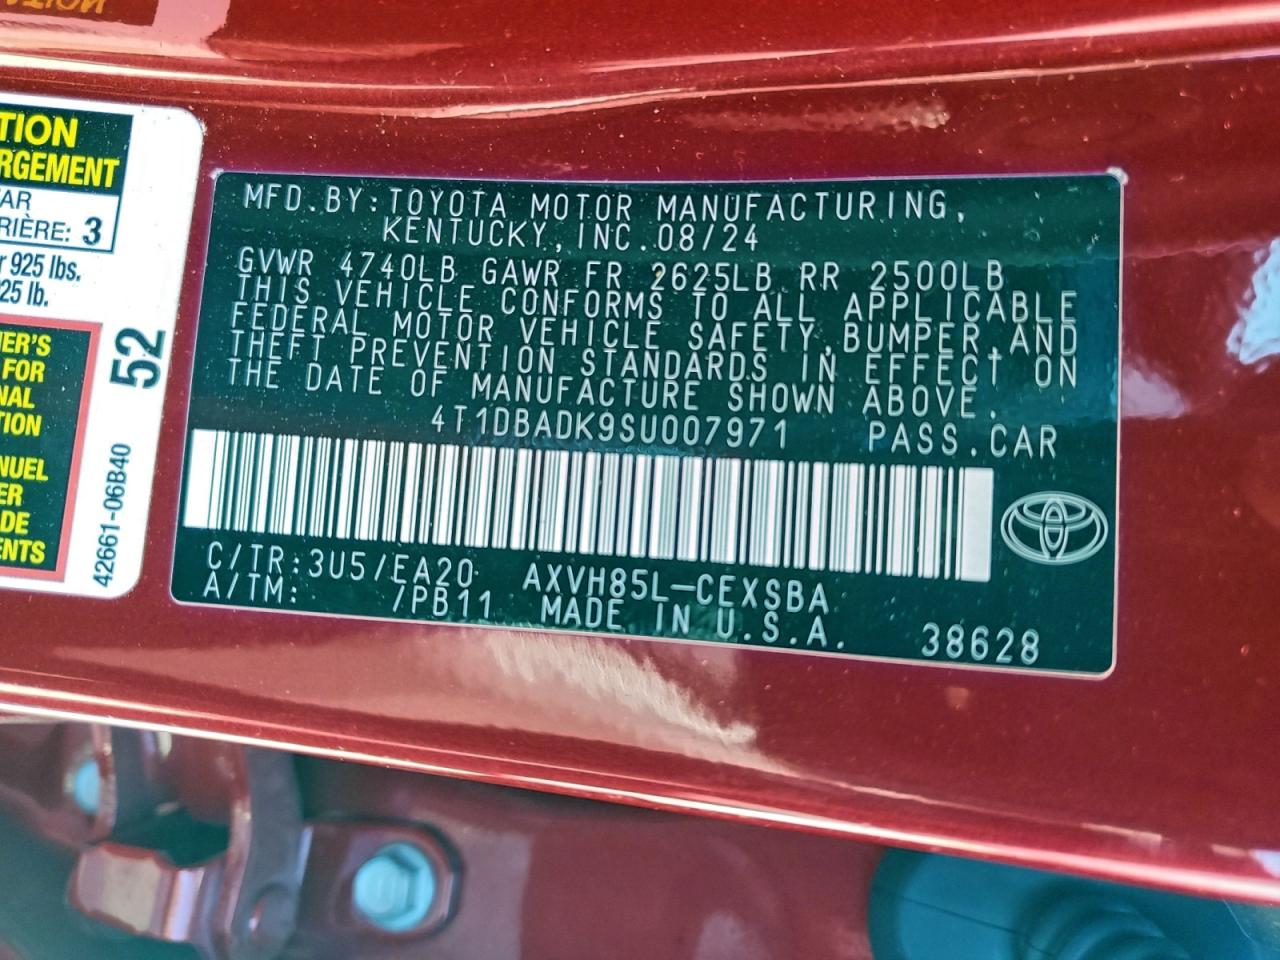 TION
RGEMENT
AR
RIÈRE: 3
r 925 lbs.
25 lb.
ER'S
FOR
NAL
TION
NUEL
ER
DE
ENTS
52
42661-06B40
MFD.BY:TOYOTA MOTOR MANUFACTURING,
KENTUCKY,INC.08/24
GVWR 4740LB GAWR FR 2625LB RR 2500LB
THIS VEHICLE CONFORMS TO ALL APPLICABLE
FEDERAL MOTOR VEHICLE SAFETY,BUMPER,AND
THEFT PREVENTION STANDARDS IN EFFECT ON
THE DATE OF MANUFACTURE SHOWN ABOVE.
4T1DBADK9SU007971 PASS.CAR
C/TR:3U5/EA20 AXVH85L-CEXSBA
A/TM: /PB11 MADE IN U.S.A. 38628